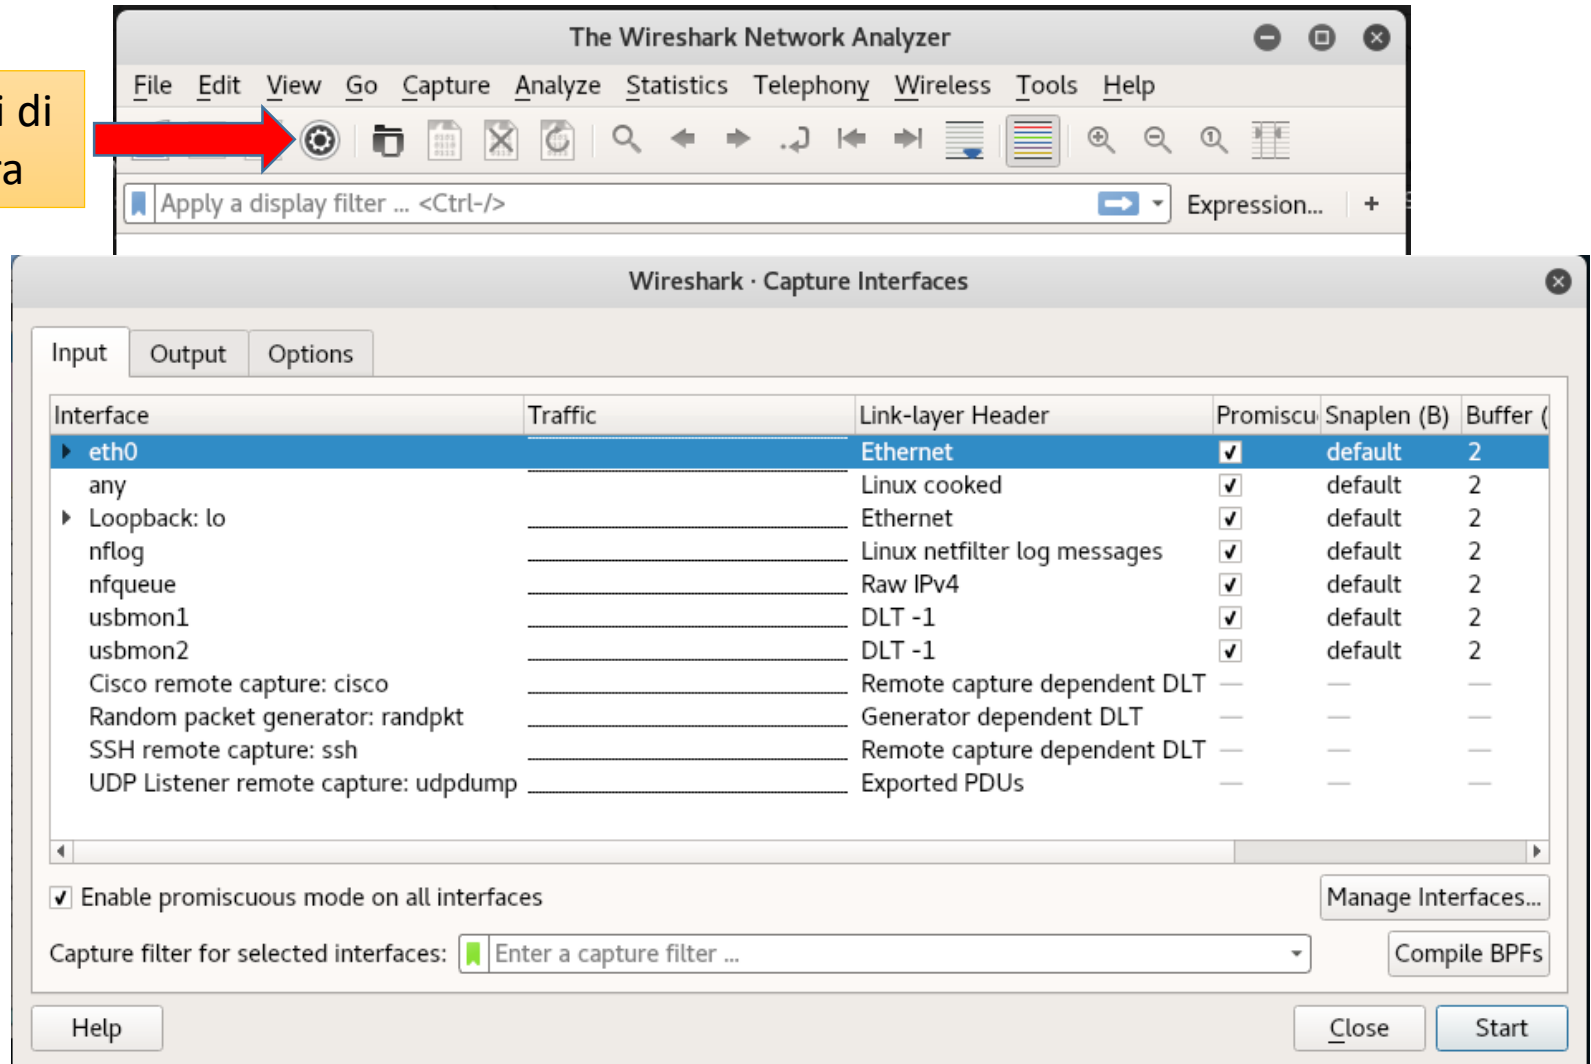 The Wireshark Network Analyzer
File Edit View Go Capture Analyze Statistics Telephony Wireless Tools Help
i di
ra
Apply a display filter ... <Ctrl-/> Expression... +
Wireshark · Capture Interfaces
Input Output Options
Interface Traffic Link-layer Header Promiscu Snaplen (B) Buffer (
eth0 Ethernet default 2
any Linux cooked default 2
Loopback: lo Ethernet default 2
nflog Linux netfilter log messages default 2
nfqueue Raw IPv4 default 2
usbmon1 DLT -1 default 2
usbmon2 DLT -1 default 2
Cisco remote capture: cisco Remote capture dependent DLT — — —
Random packet generator: randpkt Generator dependent DLT — — —
SSH remote capture: ssh Remote capture dependent DLT — — —
UDP Listener remote capture: udpdump Exported PDUs — — —
Enable promiscuous mode on all interfaces Manage Interfaces...
Capture filter for selected interfaces: Enter a capture filter ... Compile BPFs
Help Close Start